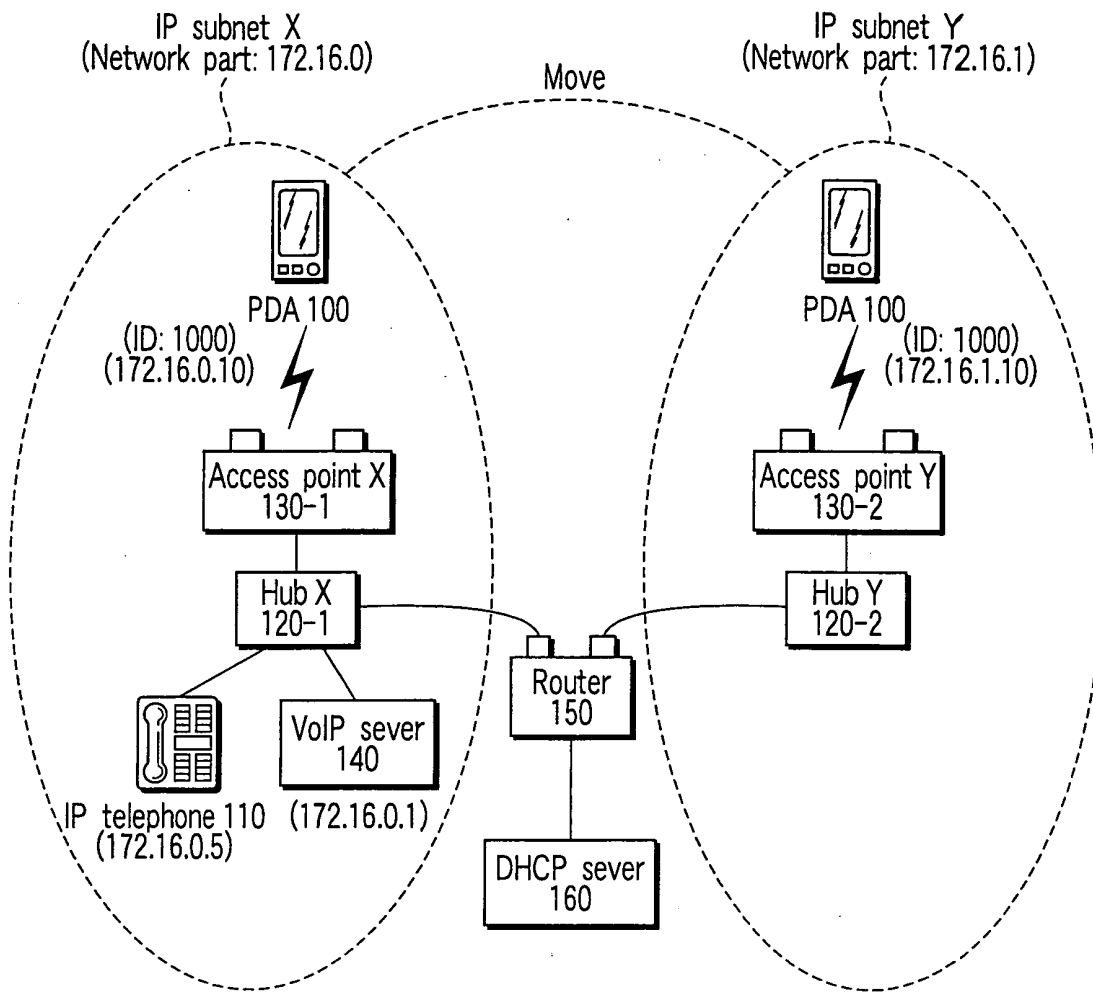 IP subnet X
(Network part: 172.16.0)
IP subnet Y
(Network part: 172.16.1)
Move
PDA 100
(ID: 1000)
(172.16.0.10)
PDA 100
(ID: 1000)
(172.16.1.10)
Access point X
130-1
Access point Y
130-2
Hub X
120-1
Hub Y
120-2
Router
150
VoIP sever
140
IP telephone 110
(172.16.0.5)
(172.16.0.1)
DHCP sever
160